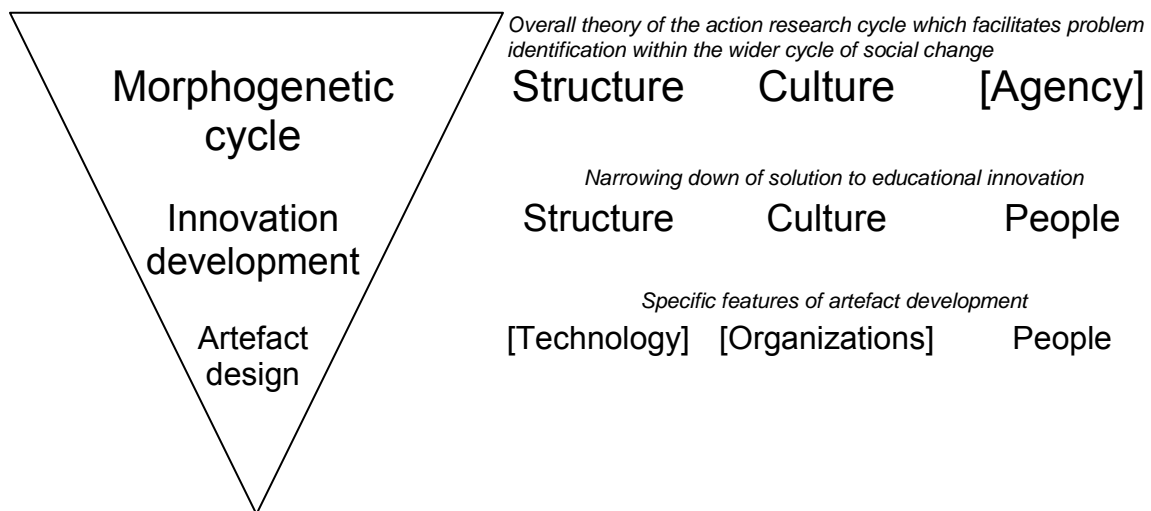 Overall theory of the action research cycle which facilitates problem
identification within the wider cycle of social change
Morphogenetic
cycle
Structure Culture [Agency]
Narrowing down of solution to educational innovation
Innovation
development
Structure Culture People
Specific features of artefact development
Artefact
design
[Technology] [Organizations] People